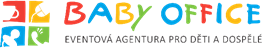 BABY OFFICE
EVENTOVÁ AGENTURA PRO DĚTI A DOSPĚLÉ